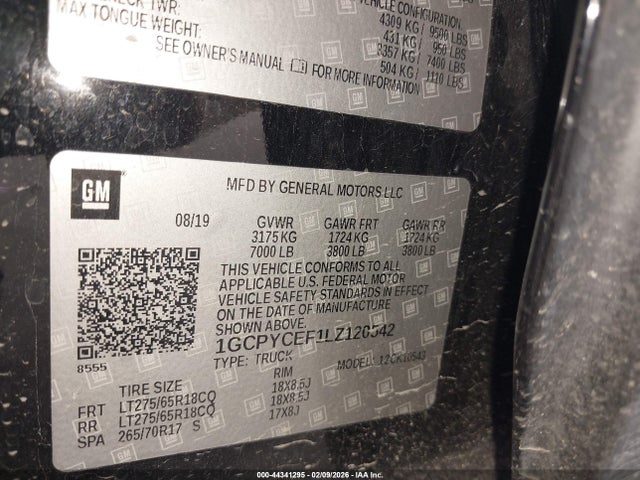 MAX TONGUE WEIGHT:
VEHICLE CONFIGURATION
4309 KG / 9500 LBS
431 KG / 950 LBS
3357 KG / 7400 LBS
504 KG / 1110 LBS
SEE OWNER'S MANUAL FOR MORE INFORMATION
GM
MFD BY GENERAL MOTORS LLC
08/19 GVWR GAWR FRT GAWR RR
3175 KG 1724 KG 1724 KG
7000 LB 3800 LB 3800 LB
THIS VEHICLE CONFORMS TO ALL
APPLICABLE U.S. FEDERAL MOTOR
VEHICLE SAFETY STANDARDS IN EFFECT
ON THE DATE OF MANUFACTURE
SHOWN ABOVE.
1GCPYCEF1LZ120542
TYPE: TRUCK MODEL: 12CK10543
8555
TIRE SIZE RIM
FRT LT275/65R18CQ 18X8.5J
RR LT275/65R18CQ 18X8.5J
SPA 265/70R17 S 17X8J
000-44341295 - 02/09/2026 - IAA Inc.